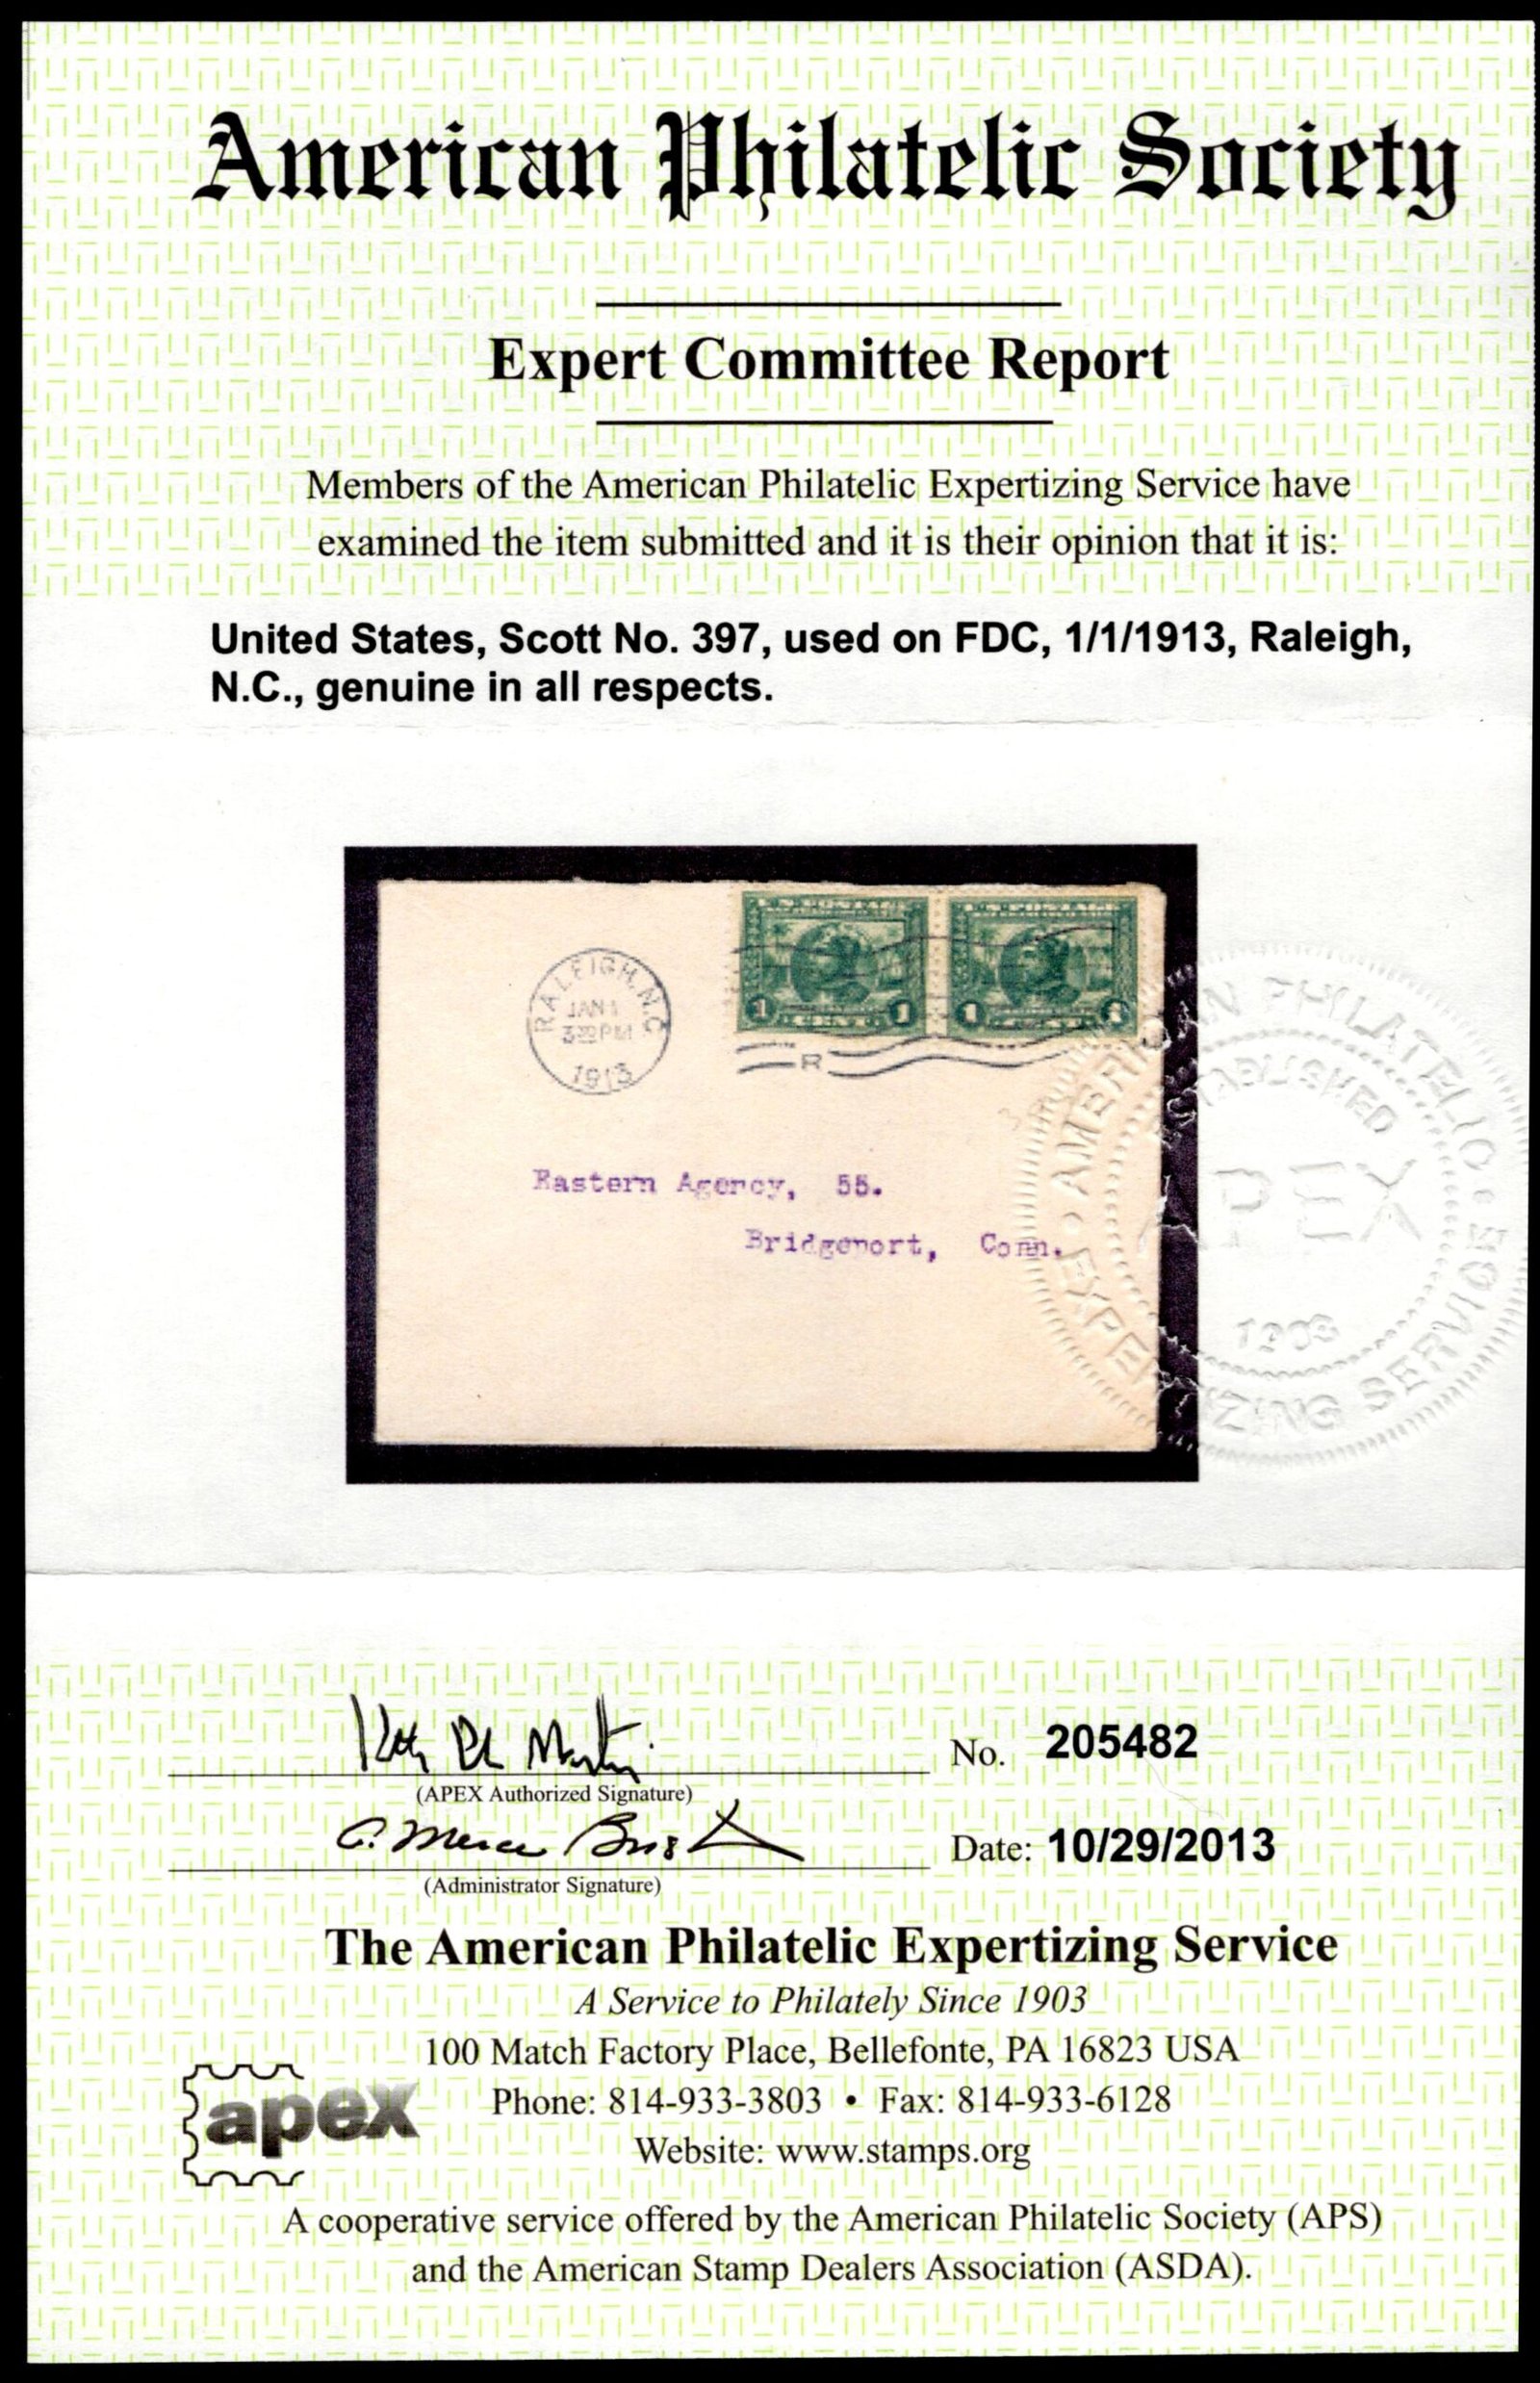 American Philatelic Society
Expert Committee Report
Members of the American Philatelic Expertizing Service have
examined the item submitted and it is their opinion that it is:
United States, Scott No. 397, used on FDC, 1/1/1913, Raleigh,
N.C., genuine in all respects.
U.S. POSTAGE
U.S. POSTAGE
1 CENT 1
1 CENT 1
RALEIGH, N.C.
JAN 1
3 PM
1913
R
Eastern Agency, 55.
Bridgeport, Conn.
AMERICAN PHILATELIC
ESTABLISHED
APEX
1903
EXPERTIZING SERVICE
(APEX Authorized Signature)
No. 205482
(Administrator Signature)
Date: 10/29/2013
The American Philatelic Expertizing Service
A Service to Philately Since 1903
100 Match Factory Place, Bellefonte, PA 16823 USA
apex
Phone: 814-933-3803 • Fax: 814-933-6128
Website: www.stamps.org
A cooperative service offered by the American Philatelic Society (APS)
and the American Stamp Dealers Association (ASDA).